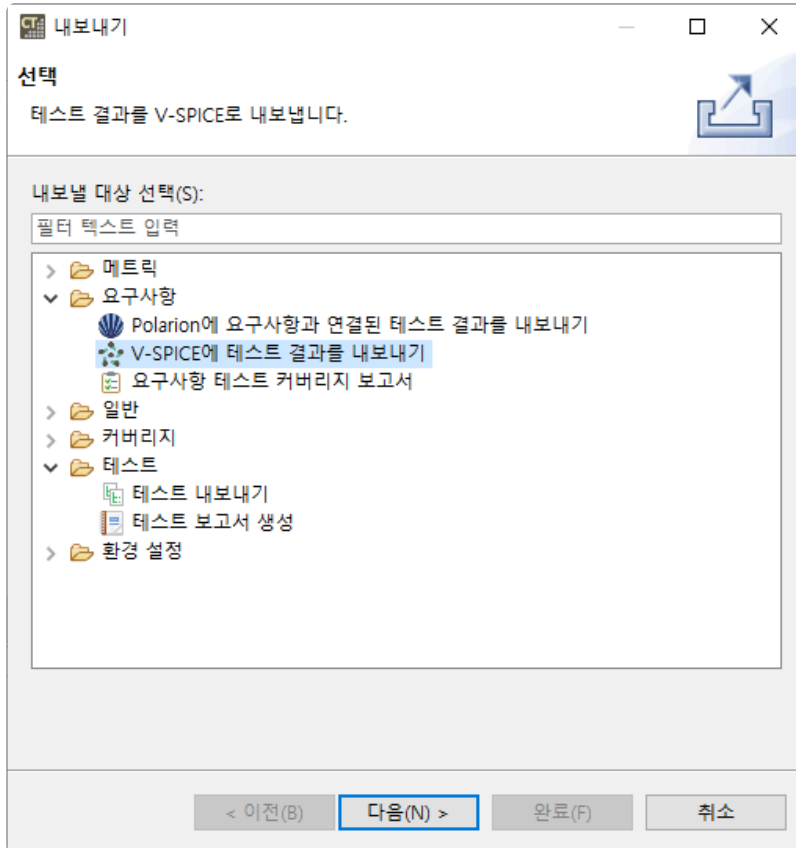 CT 내보내기
선택
테스트 결과를 V-SPICE로 내보냅니다.
내보낼 대상 선택(S):
필터 텍스트 입력
메트릭
요구사항
Polarion에 요구사항과 연결된 테스트 결과를 내보내기
V-SPICE에 테스트 결과를 내보내기
요구사항 테스트 커버리지 보고서
일반
커버리지
테스트
테스트 내보내기
테스트 보고서 생성
환경 설정
< 이전(B) 다음(N) > 완료(F) 취소